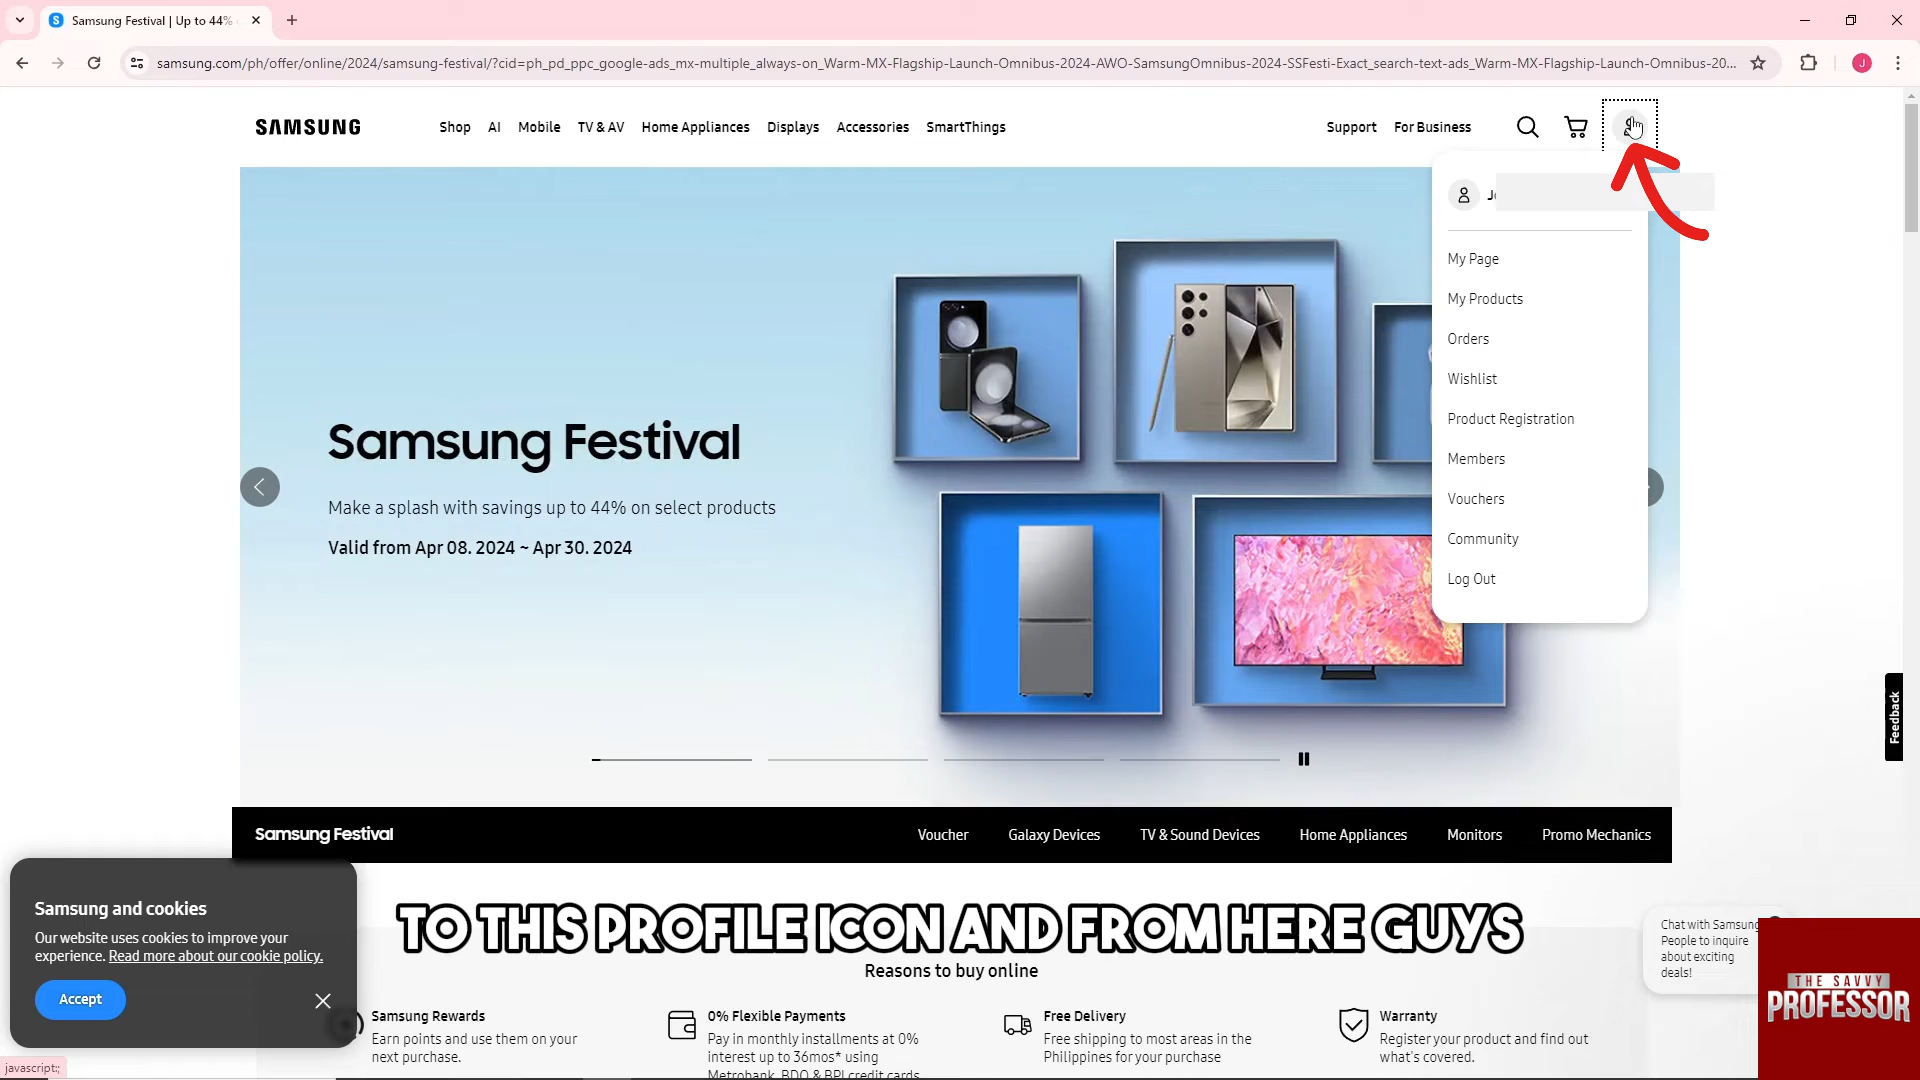 Samsung Festival | Up to 44%
samsung.com/ph/offer/online/2024/samsung-festival/?cid=ph_pd_ppc_google-ads_mx-multiple_always-on_Warm-MX-Flagship-Launch-Omnibus-2024-AWO-SamsungOmnibus-2024-SSFesti-Exact_search-text-ads_Warm-MX-Flagship-Launch-Omnibus-20...
J
SAMSUNG
Shop AI Mobile TV & AV Home Appliances Displays Accessories SmartThings
Support For Business
My Page
My Products
Orders
Wishlist
Product Registration
Members
Vouchers
Community
Log Out
Samsung Festival
Make a splash with savings up to 44% on select products
Valid from Apr 08. 2024 ~ Apr 30. 2024
Feedback
Samsung Festival
Voucher Galaxy Devices TV & Sound Devices Home Appliances Monitors Promo Mechanics
Samsung and cookies
Our website uses cookies to improve your
experience. Read more about our cookie policy.
Accept
TO THIS PROFILE ICON AND FROM HERE GUYS
Reasons to buy online
Samsung Rewards
Earn points and use them on your
next purchase.
0% Flexible Payments
Pay in monthly installments at 0%
interest up to 36mos* using
Metrobank, BDO & BPI credit cards
Free Delivery
Free shipping to most areas in the
Philippines for your purchase
Warranty
Register your product and find out
what's covered.
Chat with Samsung
People to inquire
about exciting
deals!
THE SAVVY
PROFESSOR
javascript:;